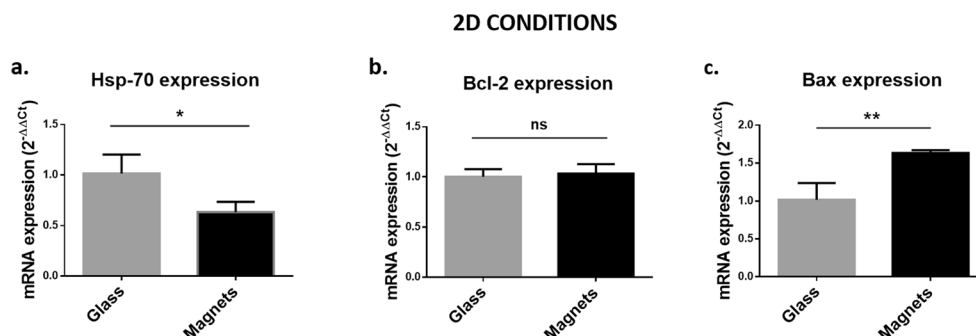 2D CONDITIONS
a.
Hsp-70 expression
mRNA expression (2^-ΔΔCt)
1.5
1.0
0.5
0.0
*
Glass
Magnets
b.
Bcl-2 expression
mRNA expression (2^-ΔΔCt)
1.5
1.0
0.5
0.0
ns
Glass
Magnets
c.
Bax expression
mRNA expression (2^-ΔΔCt)
2.0
1.5
1.0
0.5
0.0
**
Glass
Magnets